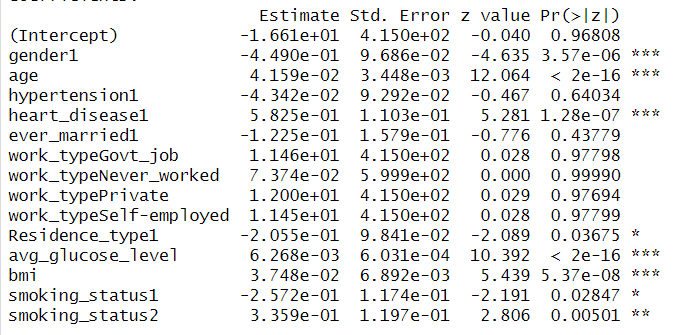 Estimate Std. Error z value Pr(>|z|)
(Intercept) -1.661e+01 4.150e+02 -0.040 0.96808
gender1 -4.490e-01 9.686e-02 -4.635 3.57e-06 ***
age 4.159e-02 3.448e-03 12.064 < 2e-16 ***
hypertension1 -4.342e-02 9.292e-02 -0.467 0.64034
heart_disease1 5.825e-01 1.103e-01 5.281 1.28e-07 ***
ever_married1 -1.225e-01 1.579e-01 -0.776 0.43779
work_typeGovt_job 1.146e+01 4.150e+02 0.028 0.97798
work_typeNever_worked 7.374e-02 5.999e+02 0.000 0.99990
work_typePrivate 1.200e+01 4.150e+02 0.029 0.97694
work_typeSelf-employed 1.145e+01 4.150e+02 0.028 0.97799
Residence_type1 -2.055e-01 9.841e-02 -2.089 0.03675 *
avg_glucose_level 6.268e-03 6.031e-04 10.392 < 2e-16 ***
bmi 3.748e-02 6.892e-03 5.439 5.37e-08 ***
smoking_status1 -2.572e-01 1.174e-01 -2.191 0.02847 *
smoking_status2 3.359e-01 1.197e-01 2.806 0.00501 **